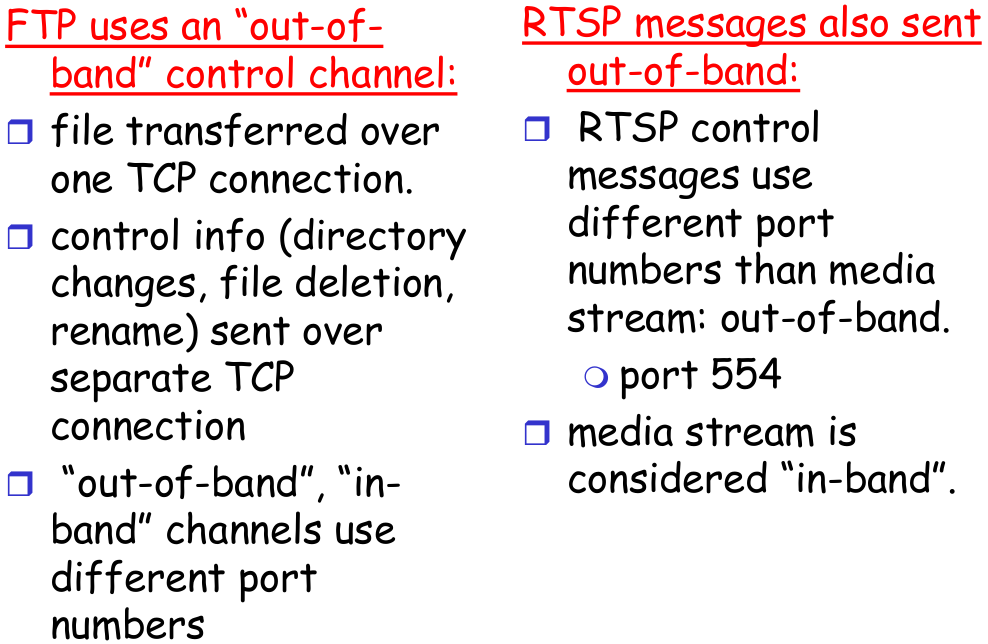 FTP uses an “out-of-
band” control channel:
file transferred over
one TCP connection.
control info (directory
changes, file deletion,
rename) sent over
separate TCP
connection
“out-of-band”, “in-
band” channels use
different port
numbers
RTSP messages also sent
out-of-band:
RTSP control
messages use
different port
numbers than media
stream: out-of-band.
port 554
media stream is
considered “in-band”.